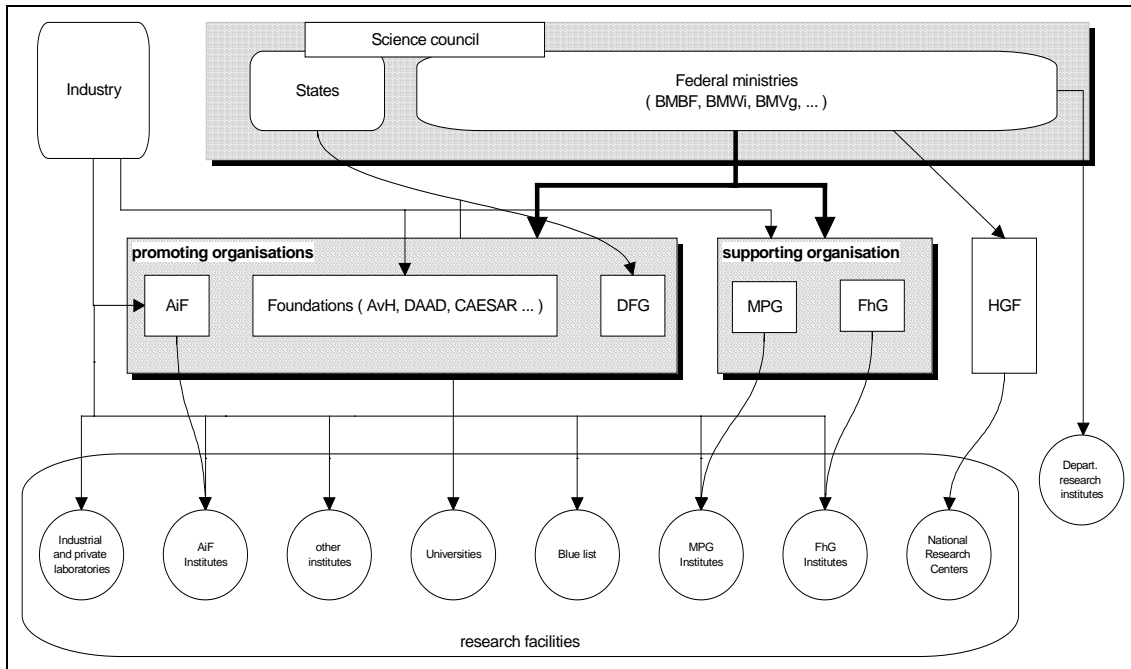 Science council
Industry
States
Federal ministries
( BMBF, BMWi, BMVg, ... )
promoting organisations
supporting organisation
AiF
Foundations ( AvH, DAAD, CAESAR ... )
DFG
MPG
FhG
HGF
Depart.
research
institutes
Industrial
and private
laboratories
AiF
Institutes
other
institutes
Universities
Blue list
MPG
Institutes
FhG
Institutes
National
Research
Centers
research facilities